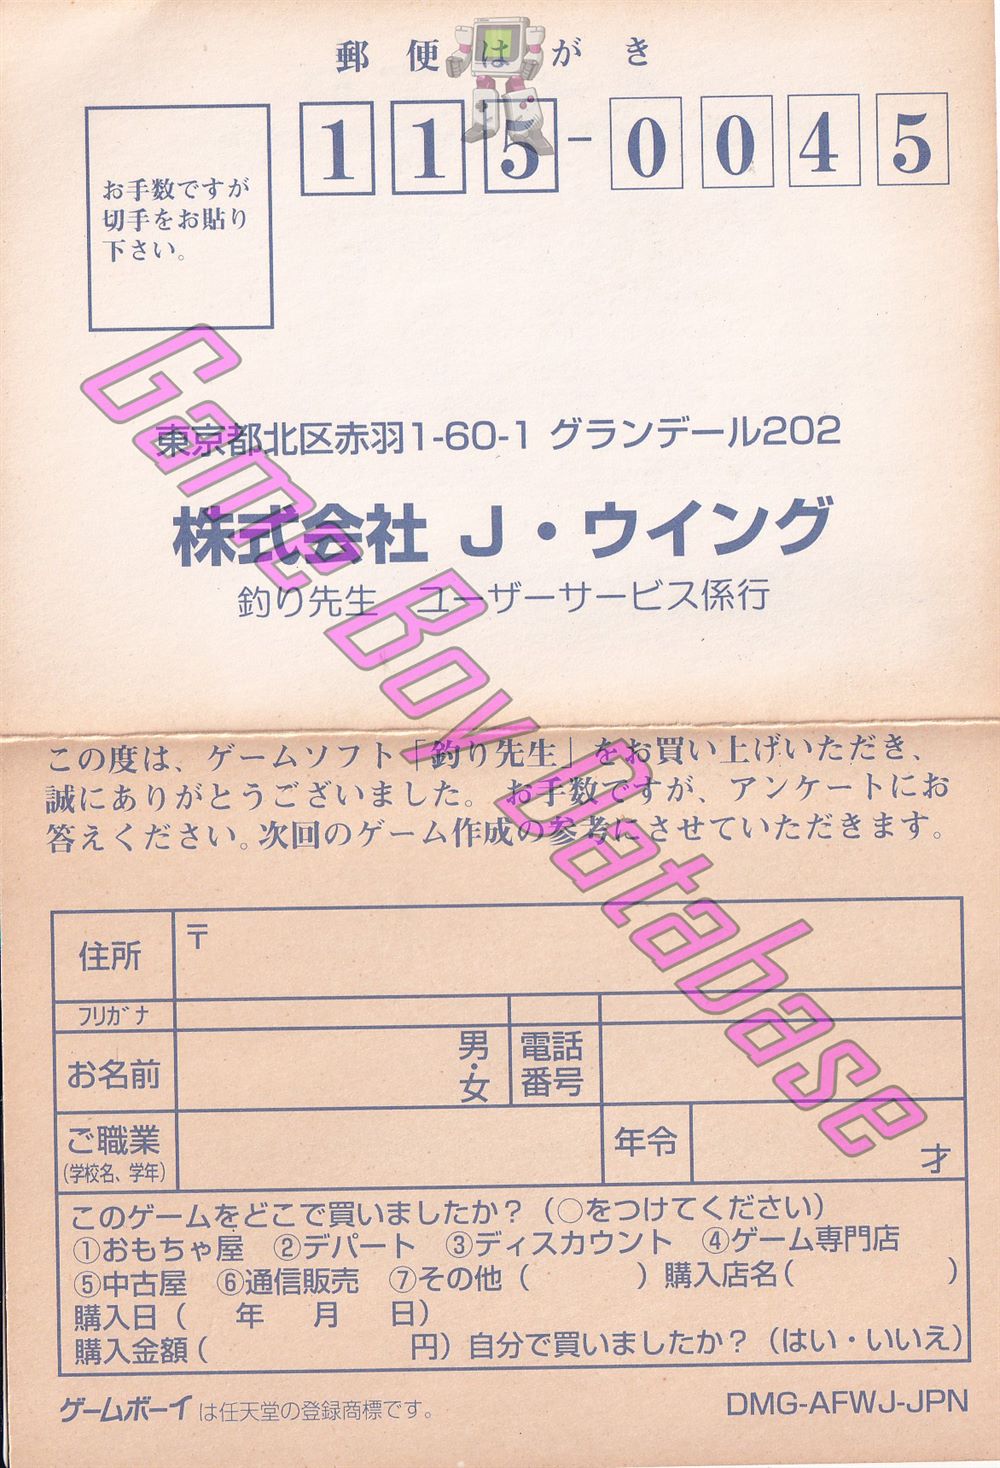 郵便はがき
115-0045
お手数ですが
切手をお貼り
下さい。
東京都北区赤羽1-60-1 グランデール202
株式会社 J・ウイング
釣り先生 ユーザーサービス係行
Game Boy Database
この度は、ゲームソフト「釣り先生」をお買い上げいただき、
誠にありがとうございました。お手数ですが、アンケートにお
答えください。次回のゲーム作成の参考にさせていただきます。
住所 〒
フリガナ
お名前 男・女 電話番号
ご職業 (学校名、学年) 年令 才
このゲームをどこで買いましたか？（○をつけてください）
①おもちゃ屋 ②デパート ③ディスカウント ④ゲーム専門店
⑤中古屋 ⑥通信販売 ⑦その他（ ）購入店名（ ）
購入日（ 年 月 日）
購入金額（ 円）自分で買いましたか？（はい・いいえ）
ゲームボーイは任天堂の登録商標です。 DMG-AFWJ-JPN